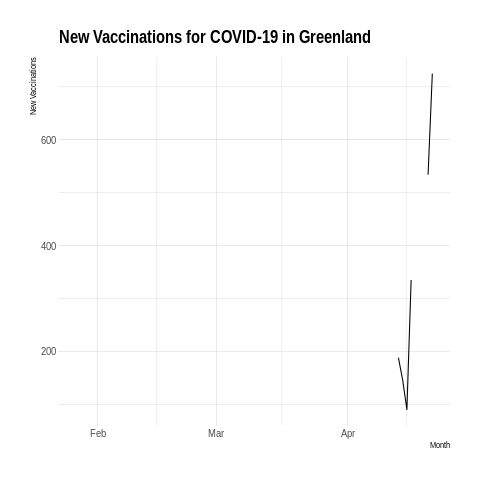 New Vaccinations for COVID-19 in Greenland
New Vaccinations
600
400
200
Feb
Mar
Apr
Month